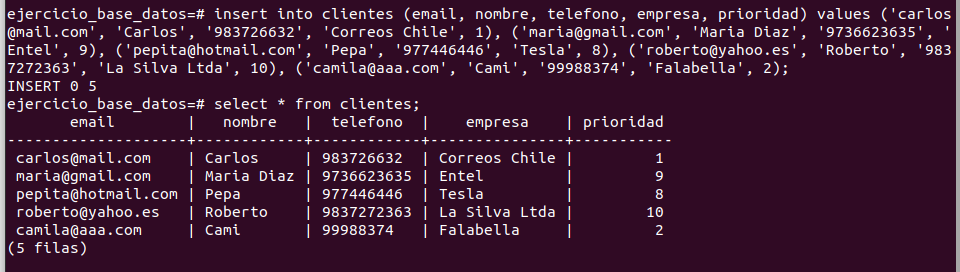 ejercicio_base_datos=# insert into clientes (email, nombre, telefono, empresa, prioridad) values ('carlos
@mail.com', 'Carlos', '983726632', 'Correos Chile', 1), ('maria@gmail.com', 'Maria Diaz', '9736623635', '
Entel', 9), ('pepita@hotmail.com', 'Pepa', '977446446', 'Tesla', 8), ('roberto@yahoo.es', 'Roberto', '983
7272363', 'La Silva Ltda', 10), ('camila@aaa.com', 'Cami', '99988374', 'Falabella', 2);
INSERT 0 5
ejercicio_base_datos=# select * from clientes;
       email        |   nombre   |  telefono  |    empresa    | prioridad
--------------------+------------+------------+---------------+-----------
 carlos@mail.com    | Carlos     | 983726632  | Correos Chile |         1
 maria@gmail.com    | Maria Diaz | 9736623635 | Entel         |         9
 pepita@hotmail.com | Pepa       | 977446446  | Tesla         |         8
 roberto@yahoo.es   | Roberto    | 9837272363 | La Silva Ltda |        10
 camila@aaa.com     | Cami       | 99988374   | Falabella     |         2
(5 filas)